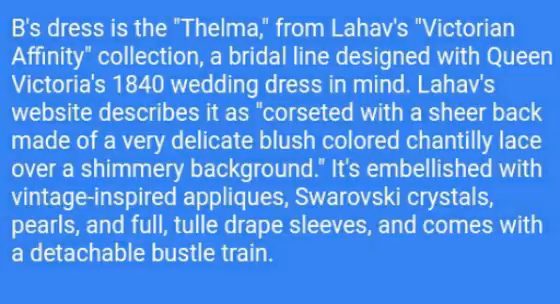 B's dress is the "Thelma," from Lahav's "Victorian
Affinity" collection, a bridal line designed with Queen
Victoria's 1840 wedding dress in mind. Lahav's
website describes it as "corseted with a sheer back
made of a very delicate blush colored chantilly lace
over a shimmery background." It's embellished with
vintage-inspired appliques, Swarovski crystals,
pearls, and full, tulle drape sleeves, and comes with
a detachable bustle train.